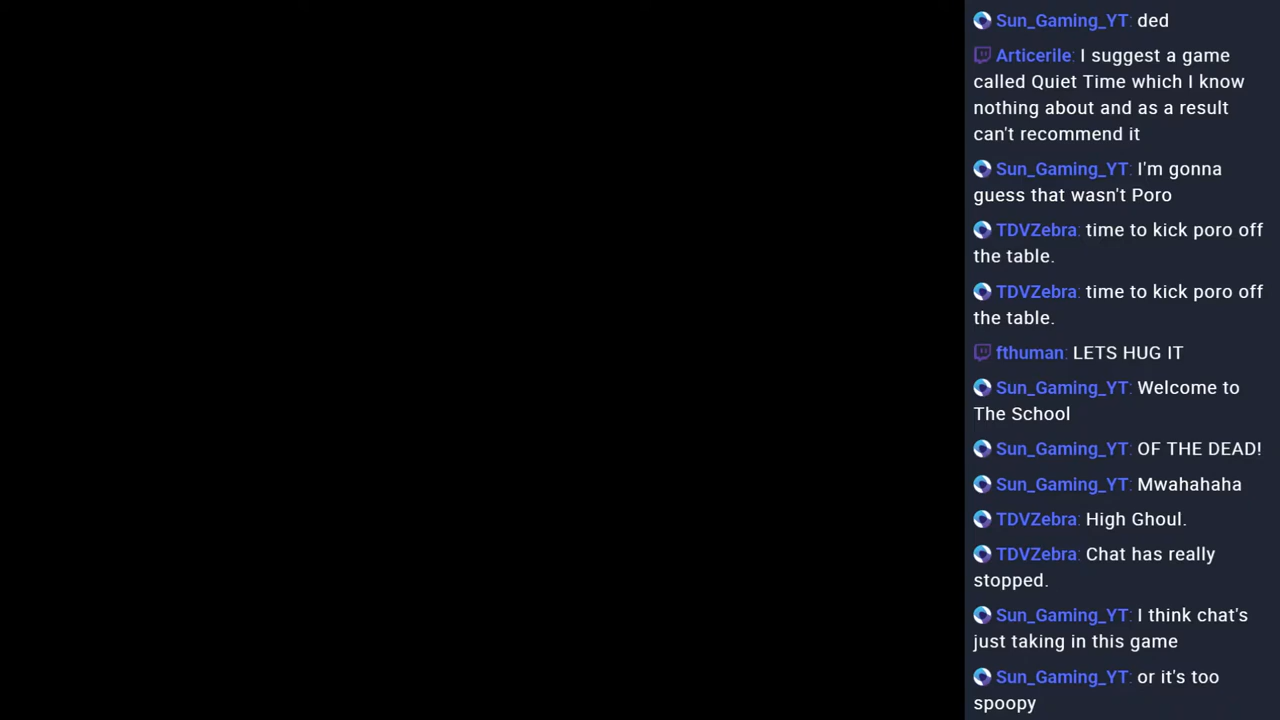 Sun_Gaming_YT: ded
Articerile: I suggest a game
called Quiet Time which I know
nothing about and as a result
can't recommend it
Sun_Gaming_YT: I'm gonna
guess that wasn't Poro
TDVZebra: time to kick poro off
the table.
TDVZebra: time to kick poro off
the table.
fthuman: LETS HUG IT
Sun_Gaming_YT: Welcome to
The School
Sun_Gaming_YT: OF THE DEAD!
Sun_Gaming_YT: Mwahahaha
TDVZebra: High Ghoul.
TDVZebra: Chat has really
stopped.
Sun_Gaming_YT: I think chat's
just taking in this game
Sun_Gaming_YT: or it's too
spoopy